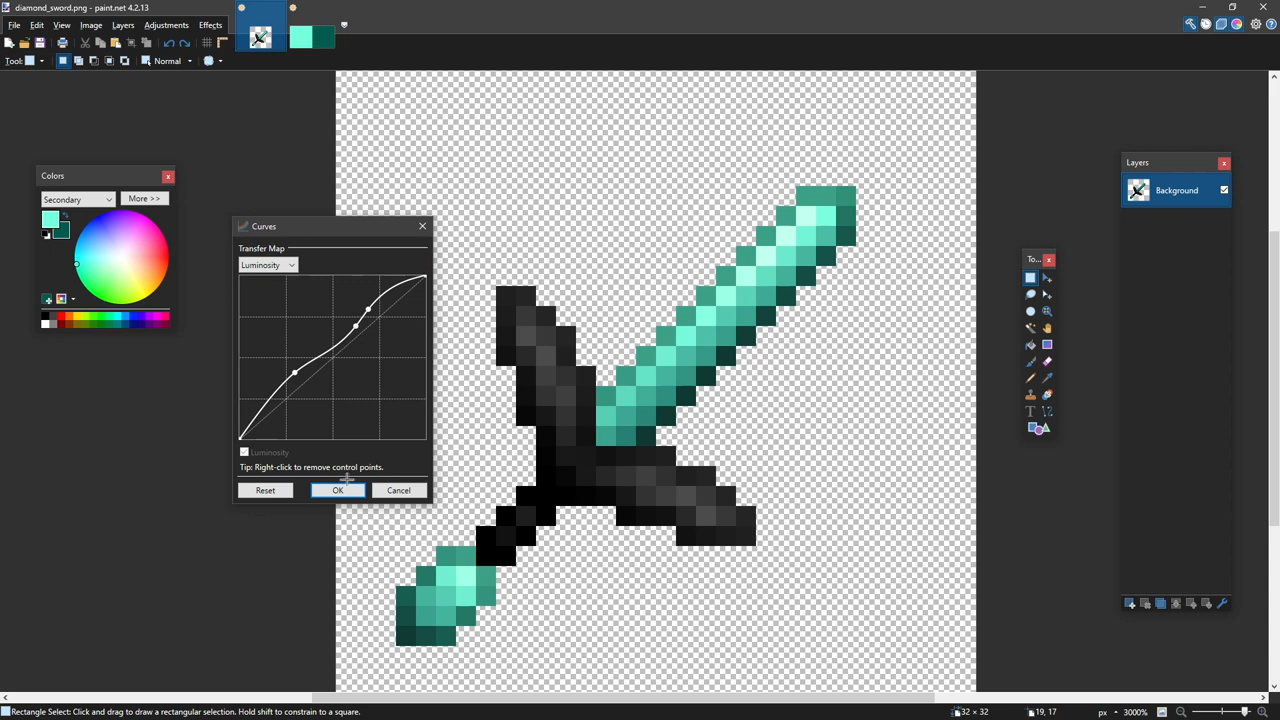 diamond_sword.png - paint.net 4.2.13
File Edit View Image Layers Adjustments Effects
Tool: Normal
Colors
Secondary More >>
Curves
Transfer Map
Luminosity
Luminosity
Tip: Right-click to remove control points.
Reset OK Cancel
Layers
Background
To...
Rectangle Select: Click and drag to draw a rectangular selection. Hold shift to constrain to a square. 32 × 32 19, 17 px 3000%